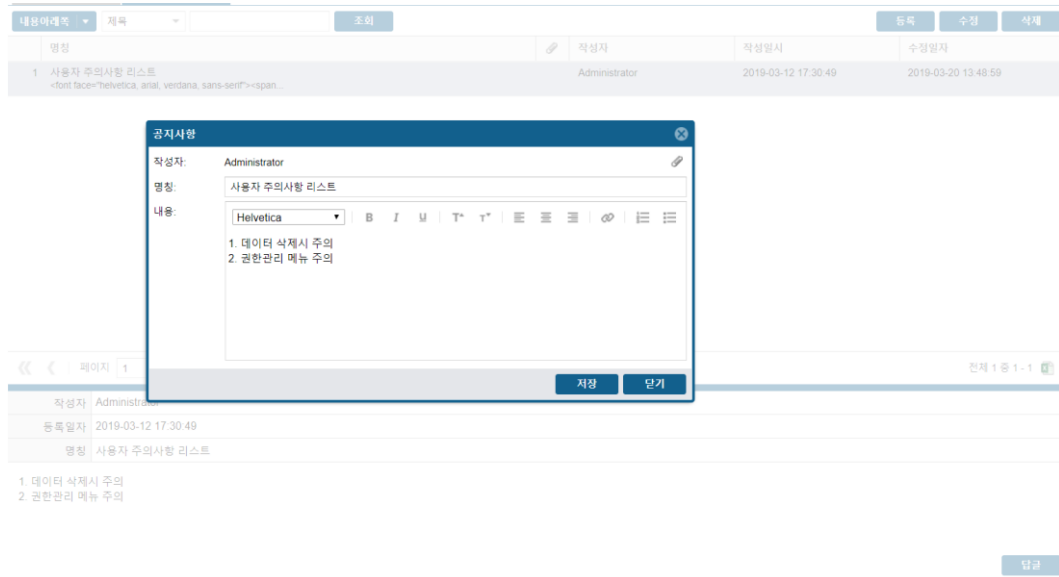 내용아래쪽 제목 조회 등록 수정 삭제
명칭 작성자 작성일시 수정일자
1 사용자 주의사항 리스트 Administrator 2019-03-12 17:30:49 2019-03-20 13:48:59
<font face="helvetica, arial, verdana, sans-serif"><span...
공지사항
작성자: Administrator
명칭: 사용자 주의사항 리스트
내용: Helvetica B I U T T
1. 데이터 삭제시 주의
2. 권한관리 메뉴 주의
페이지 1 전체 1 중 1 - 1
저장 닫기
작성자 Administrator
등록일자 2019-03-12 17:30:49
명칭 사용자 주의사항 리스트
1. 데이터 삭제시 주의
2. 권한관리 메뉴 주의
답글